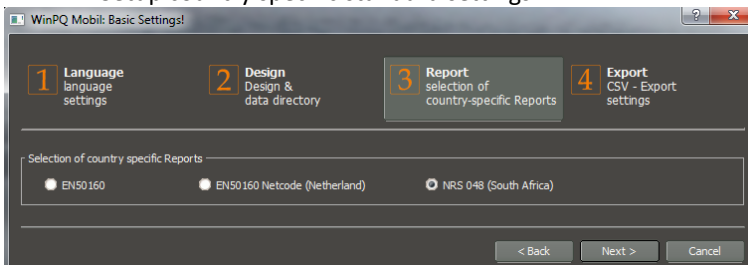 WinPQ Mobil: Basic Settings!
?
X
1 Language
language
settings
2 Design
Design &
data directory
3 Report
selection of
country-specific Reports
4 Export
CSV - Export
settings
Selection of country specific Reports
EN50160
EN50160 Netcode (Netherland)
NRS 048 (South Africa)
< Back
Next >
Cancel